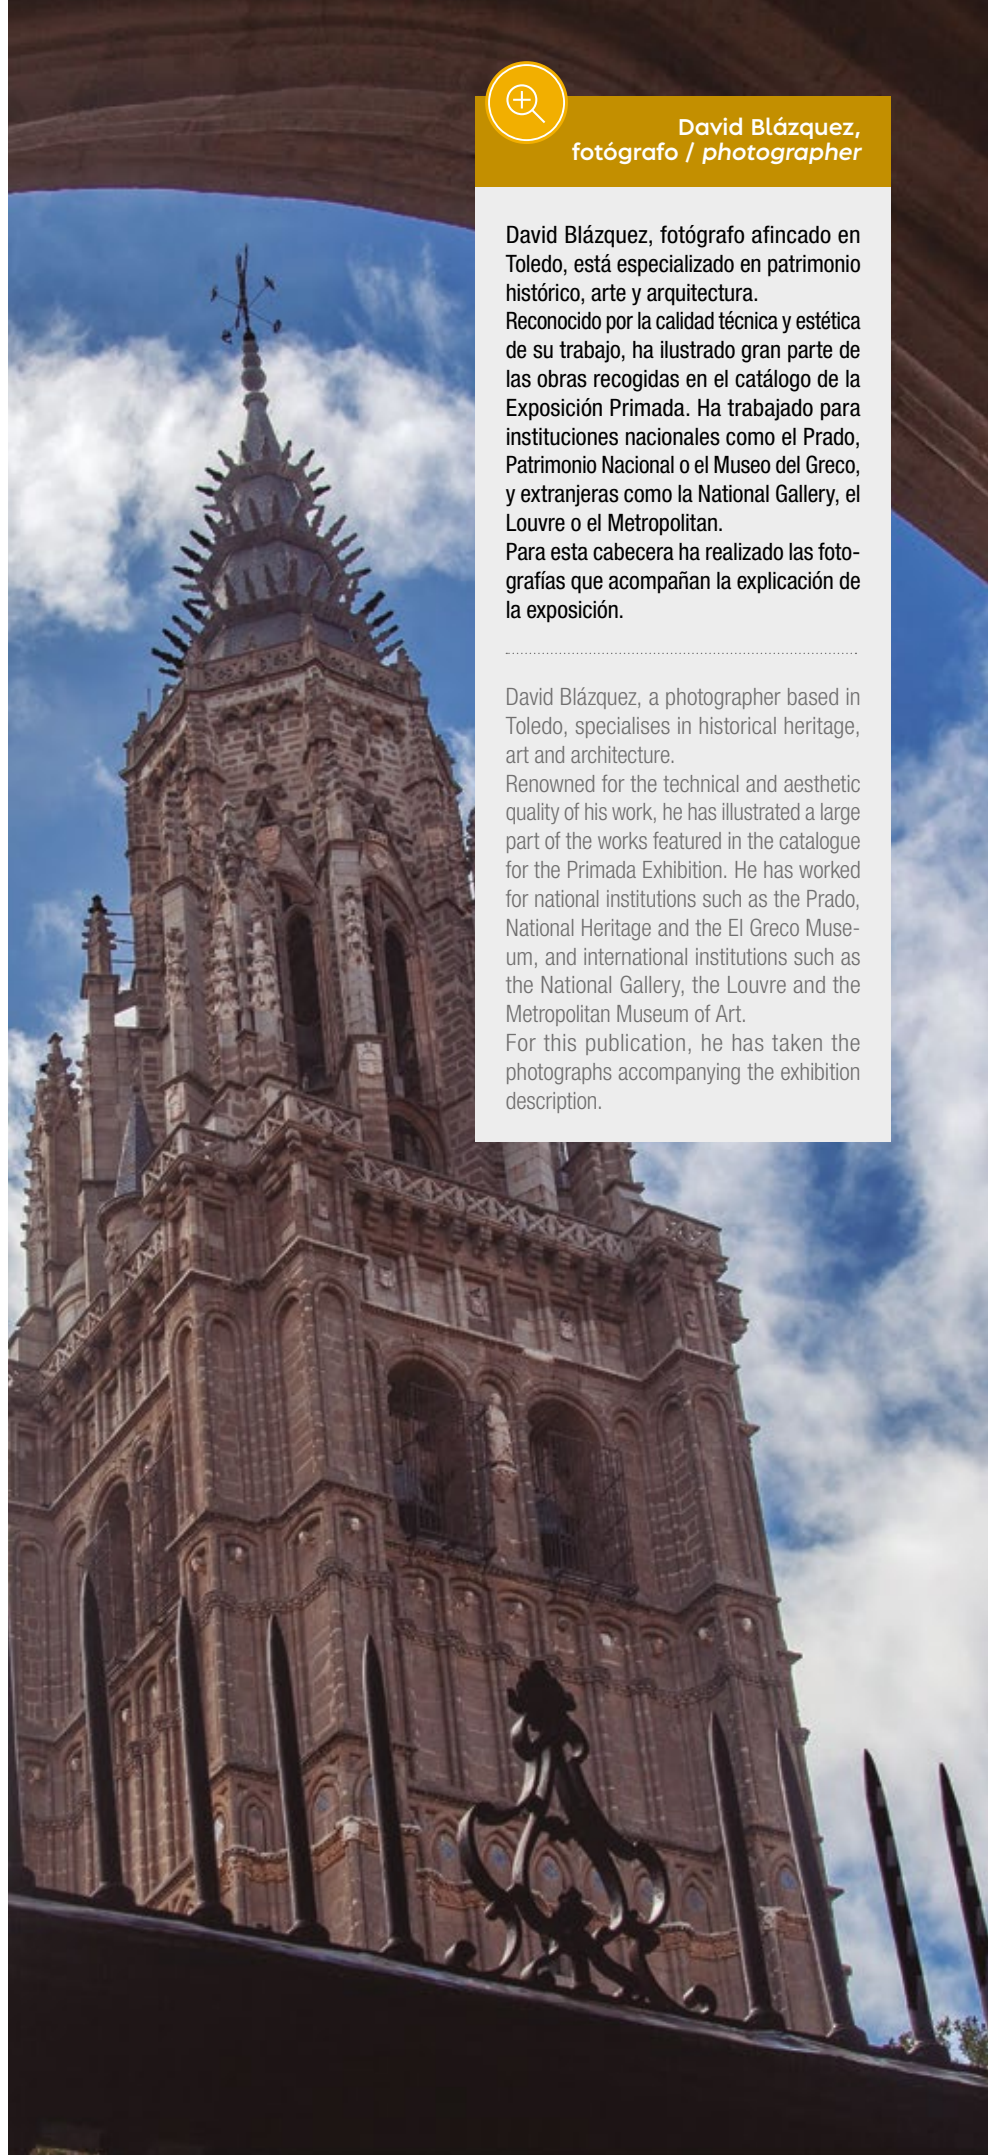 David Blázquez,
fotógrafo / photographer
David Blázquez, fotógrafo afincado en
Toledo, está especializado en patrimonio
histórico, arte y arquitectura.
Reconocido por la calidad técnica y estética
de su trabajo, ha ilustrado gran parte de
las obras recogidas en el catálogo de la
Exposición Primada. Ha trabajado para
instituciones nacionales como el Prado,
Patrimonio Nacional o el Museo del Greco,
y extranjeras como la National Gallery, el
Louvre o el Metropolitan.
Para esta cabecera ha realizado las foto-
grafías que acompañan la explicación de
la exposición.
David Blázquez, a photographer based in
Toledo, specialises in historical heritage,
art and architecture.
Renowned for the technical and aesthetic
quality of his work, he has illustrated a large
part of the works featured in the catalogue
for the Primada Exhibition. He has worked
for national institutions such as the Prado,
National Heritage and the El Greco Muse-
um, and international institutions such as
the National Gallery, the Louvre and the
Metropolitan Museum of Art.
For this publication, he has taken the
photographs accompanying the exhibition
description.